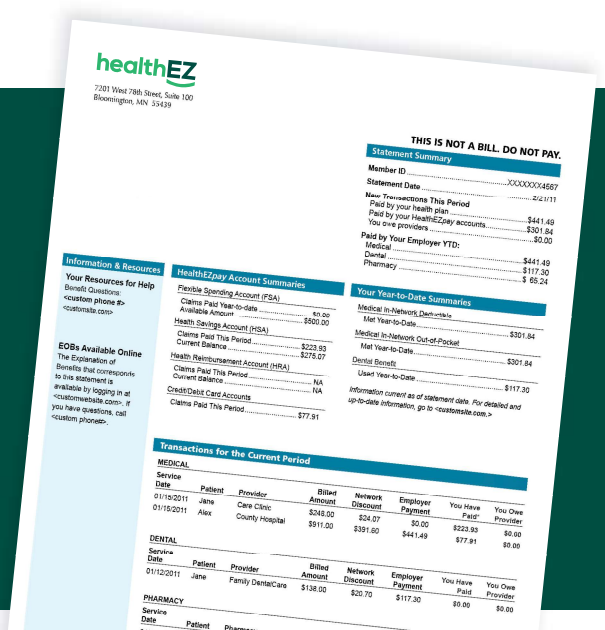 healthEZ
7201 West 78th Street, Suite 100
Bloomington, MN 55439
THIS IS NOT A BILL. DO NOT PAY.
Statement Summary
Member ID XXXXXXX4567
Statement Date 2/21/11
New Transactions This Period
Paid by your health plan $441.49
Paid by your HealthEZpay accounts $301.84
You owe providers $0.00
Paid by Your Employer YTD:
Medical $441.49
Dental $117.30
Pharmacy $ 65.24
Information & Resources
Your Resources for Help
Benefit Questions:
<custom phone #>
<customsite.com>
EOBs Available Online
The Explanation of
Benefits that corresponds
to this statement is
available by logging in at
<customwebsite.com>. If
you have questions, call
<custom phone#>.
HealthEZpay Account Summaries
Flexible Spending Account (FSA)
Claims Paid Year-to-date $0.00
Available Amount $500.00
Health Savings Account (HSA)
Claims Paid This Period $223.93
Current Balance $275.07
Health Reimbursement Account (HRA)
Claims Paid This Period NA
Current Balance NA
Credit/Debit Card Accounts
Claims Paid This Period $77.91
Your Year-to-Date Summaries
Medical In-Network Deductible
Met Year-to-Date $301.84
Medical In-Network Out-of-Pocket
Met Year-to-Date $301.84
Dental Benefit
Used Year-to-Date $117.30
Information current as of statement date. For detailed and
up-to-date information, go to <customsite.com.>
Transactions for the Current Period
MEDICAL
Service Date Patient Provider Billed Amount Network Discount Employer Payment You Have Paid* You Owe Provider
01/15/2011 Jane Care Clinic $248.00 $24.07 $0.00 $223.93 $0.00
01/15/2011 Alex County Hospital $911.00 $391.60 $441.49 $77.91 $0.00
DENTAL
Service Date Patient Provider Billed Amount Network Discount Employer Payment You Have Paid You Owe Provider
01/12/2011 Jane Family DentalCare $138.00 $20.70 $117.30 $0.00 $0.00
PHARMACY
Service
Date Patient